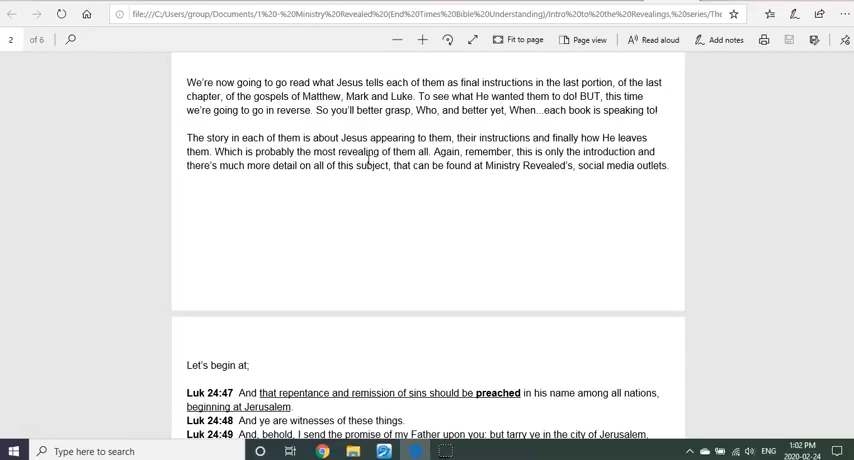 file:///C:/Users/group/Documents/1%20-%20Ministry%20Revealed%20(End%20Times%20Bible%20Understanding)/Intro%20to%20the%20Revealings,%20series/The
2 of 6
Fit to page
Page view
Read aloud
Add notes
We're now going to go read what Jesus tells each of them as final instructions in the last portion, of the last
chapter, of the gospels of Matthew, Mark and Luke. To see what He wanted them to do! BUT, this time
we're going to go in reverse. So you'll better grasp, Who, and better yet, When...each book is speaking to!
The story in each of them is about Jesus appearing to them, their instructions and finally how He leaves
them. Which is probably the most revealing of them all. Again, remember, this is only the introduction and
there's much more detail on all of this subject, that can be found at Ministry Revealed's, social media outlets.
Let's begin at;
Luk 24:47 And that repentance and remission of sins should be preached in his name among all nations,
beginning at Jerusalem.
Luk 24:48 And ye are witnesses of these things.
Luk 24:49 And, behold, I send the promise of my Father upon you: but tarry ye in the city of Jerusalem,
Type here to search
ENG
1:02 PM
2020-02-24